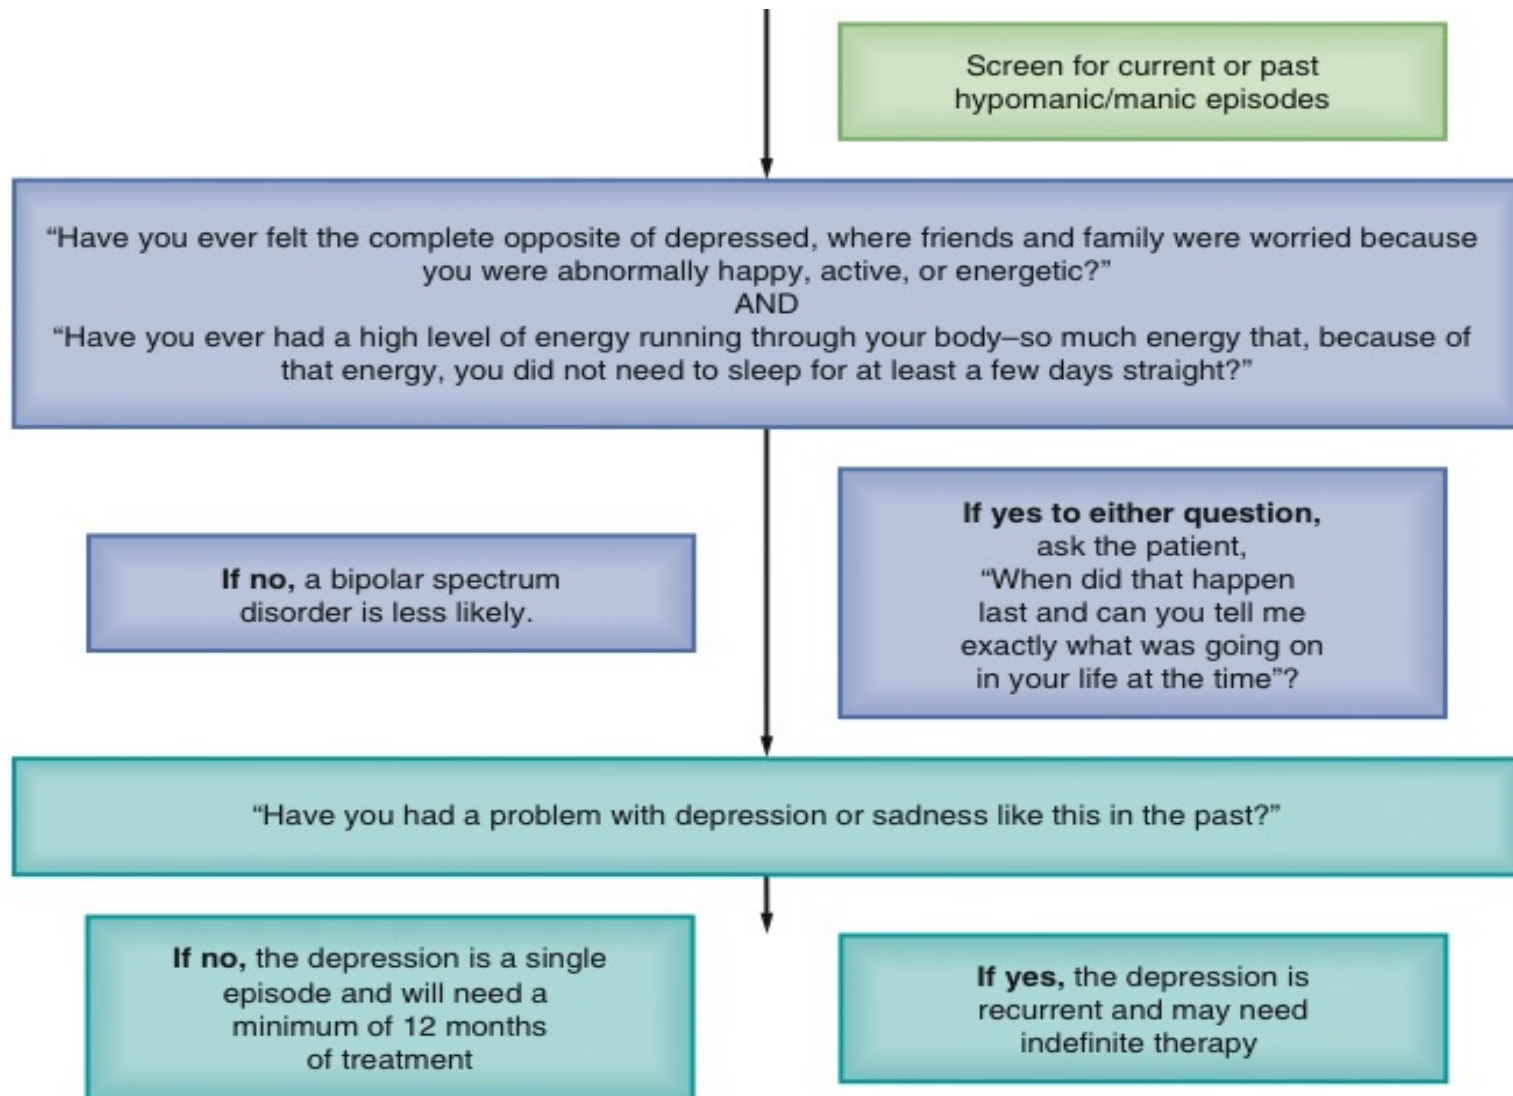 Screen for current or past
hypomanic/manic episodes
“Have you ever felt the complete opposite of depressed, where friends and family were worried because
you were abnormally happy, active, or energetic?”
AND
“Have you ever had a high level of energy running through your body–so much energy that, because of
that energy, you did not need to sleep for at least a few days straight?”
If no, a bipolar spectrum
disorder is less likely.
If yes to either question,
ask the patient,
“When did that happen
last and can you tell me
exactly what was going on
in your life at the time”?
“Have you had a problem with depression or sadness like this in the past?”
If no, the depression is a single
episode and will need a
minimum of 12 months
of treatment
If yes, the depression is
recurrent and may need
indefinite therapy